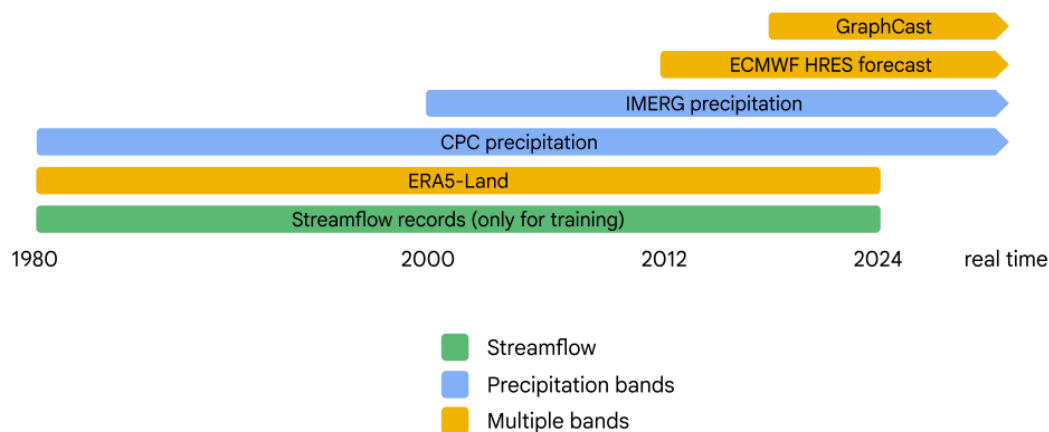 GraphCast
ECMWF HRES forecast
IMERG precipitation
CPC precipitation
ERA5-Land
Streamflow records (only for training)
1980 2000 2012 2024 real time
Streamflow
Precipitation bands
Multiple bands